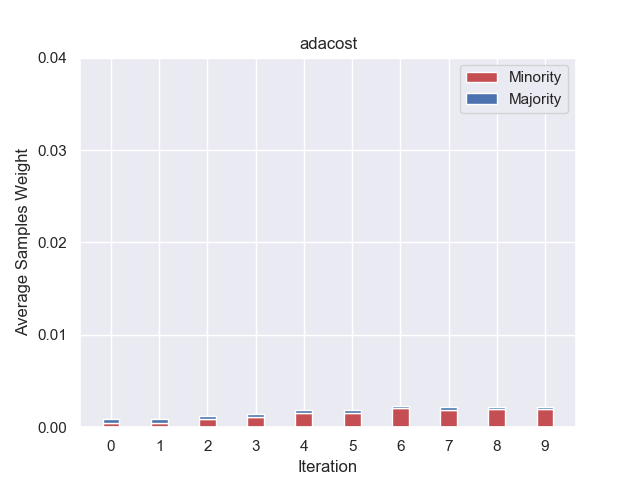 adacost
Minority
Majority
Average Samples Weight
0.04
0.03
0.02
0.01
0.00
0 1 2 3 4 5 6 7 8 9
Iteration